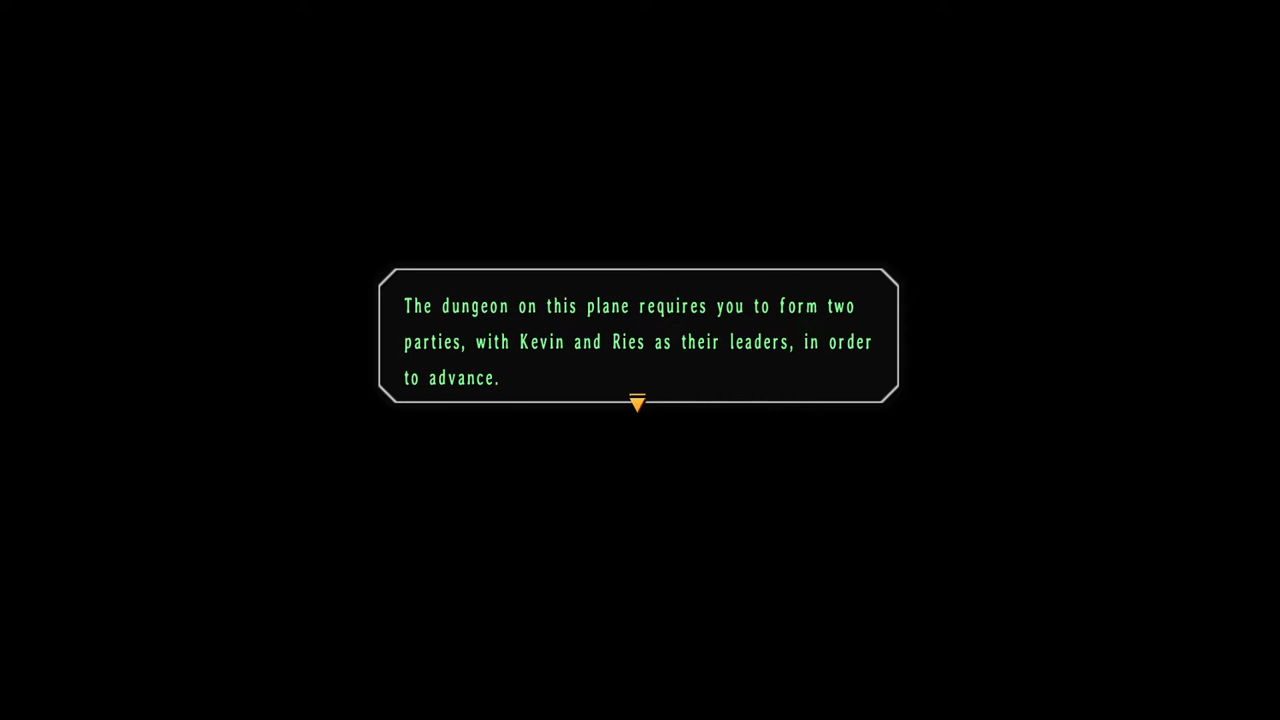 The dungeon on this plane requires you to form two
parties, with Kevin and Ries as their leaders, in order
to advance.